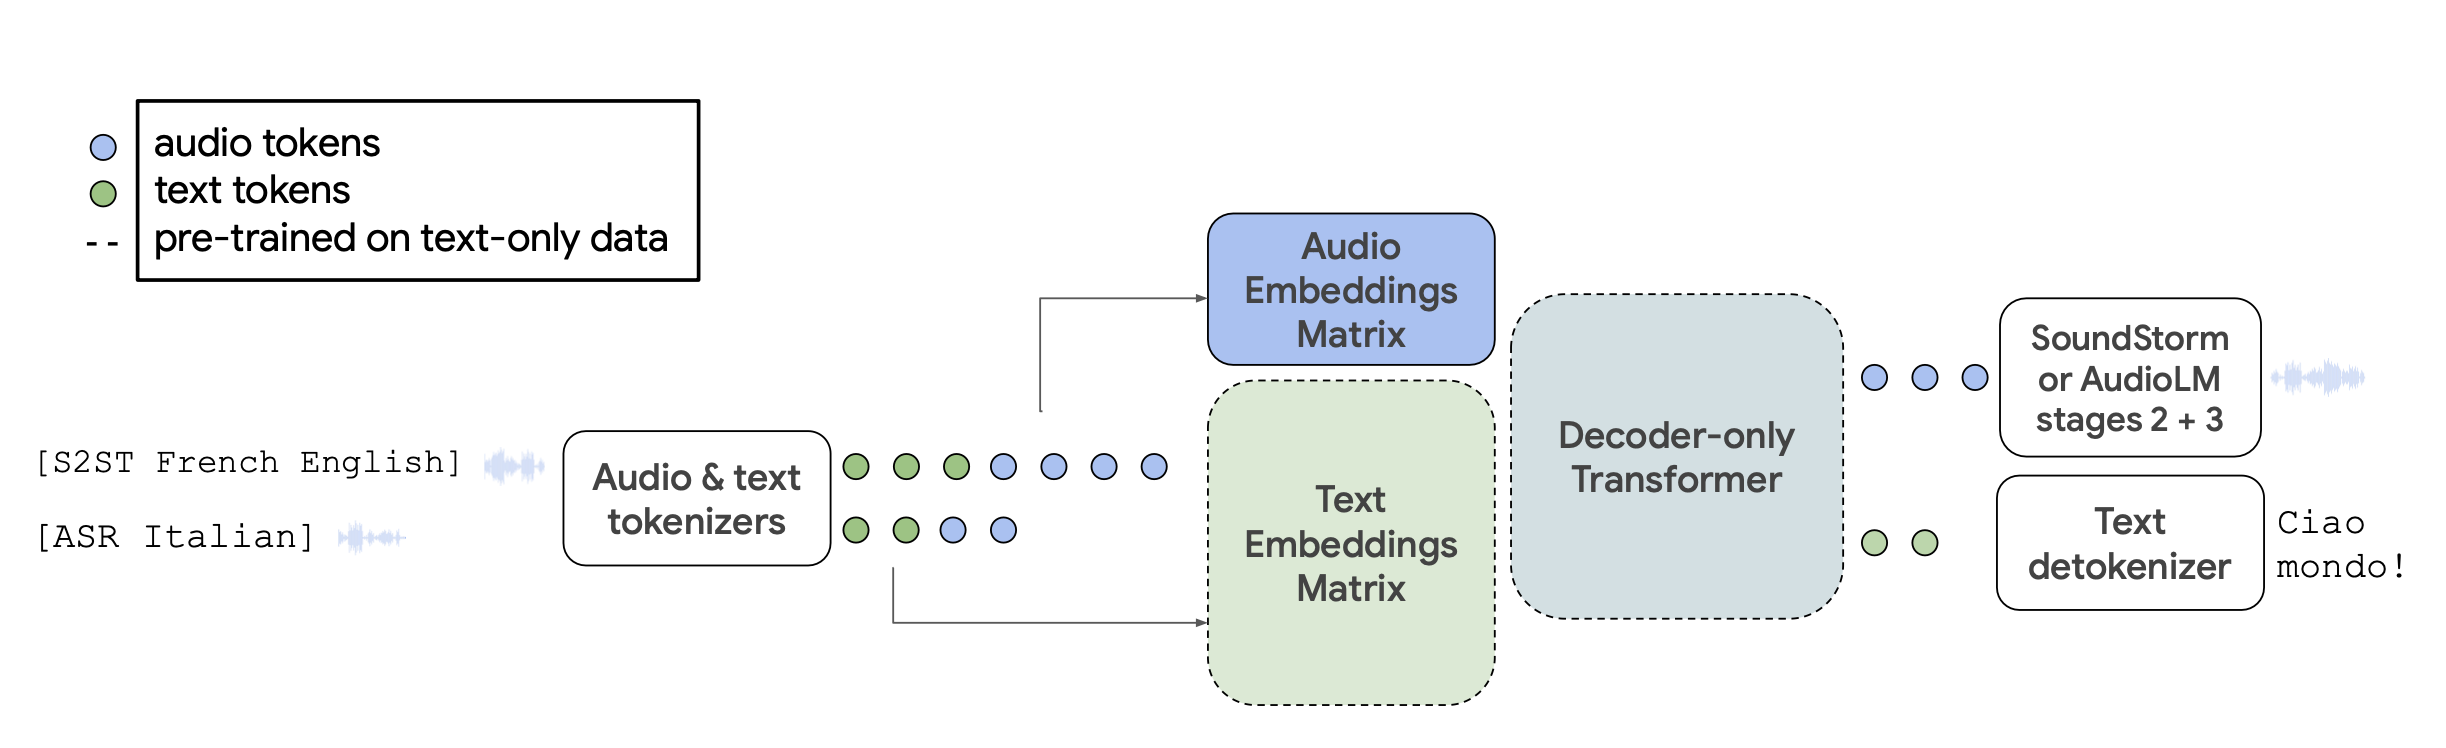 audio tokens
text tokens
-- pre-trained on text-only data
[S2ST French English]
[ASR Italian]
Audio & text
tokenizers
Audio
Embeddings
Matrix
Text
Embeddings
Matrix
Decoder-only
Transformer
SoundStorm
or AudioLM
stages 2 + 3
Text
detokenizer
Ciao
mondo!